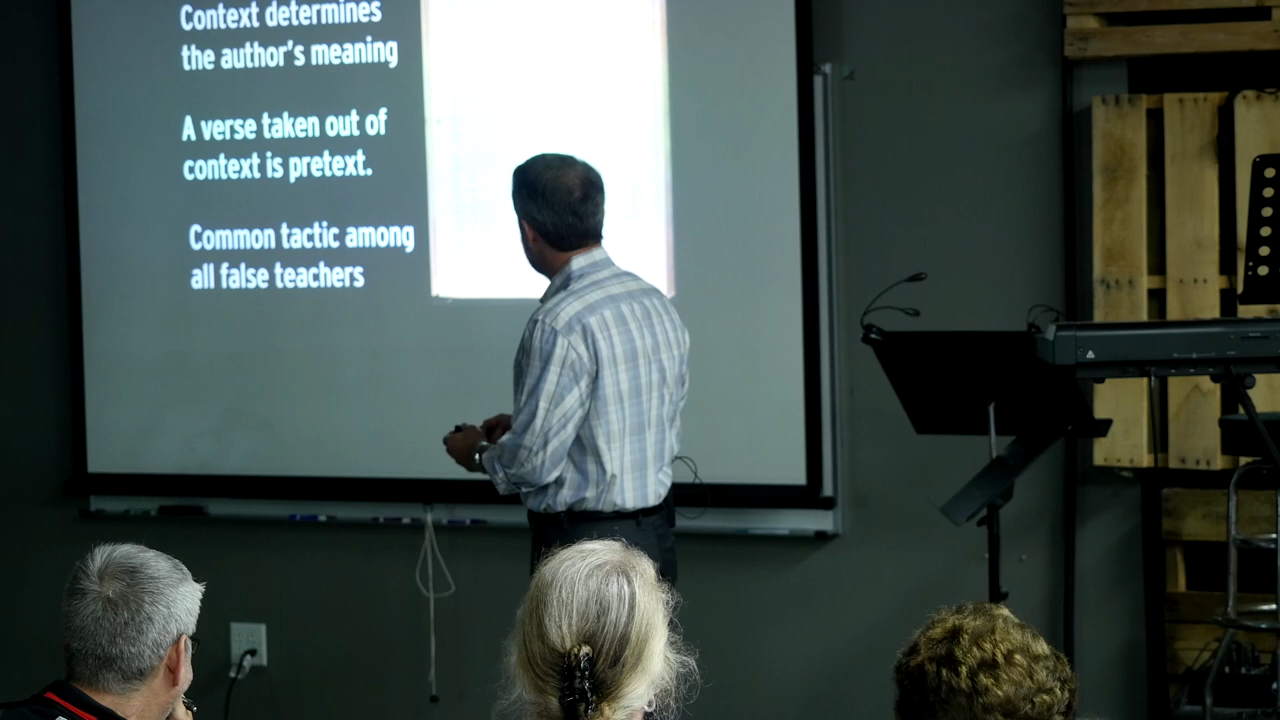 Context determines
the author's meaning
A verse taken out of
context is pretext.
Common tactic among
all false teachers